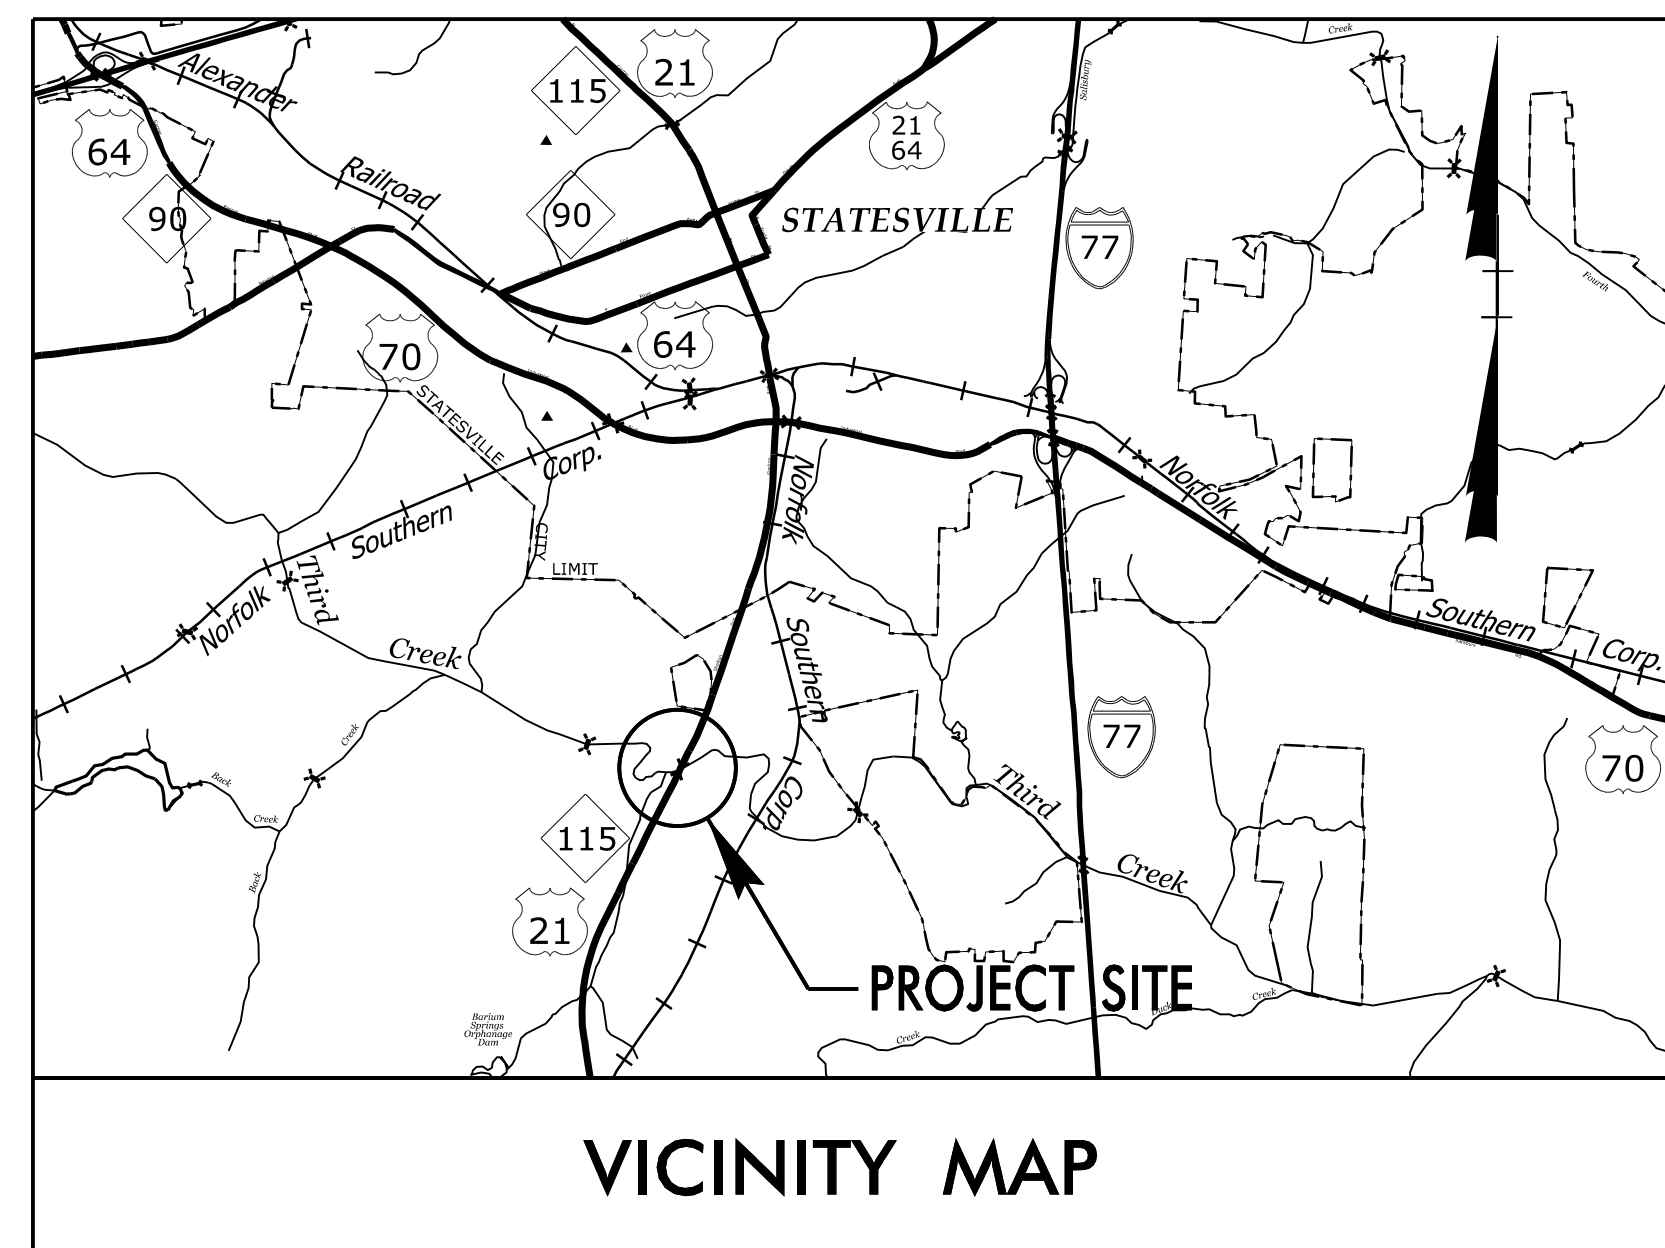 Creek
Alexander
21
115
Salisbury
21
64
64
Railroad
90
90
STATESVILLE
77
Fourth
64
70
STATESVILLE
Corp.
Norfolk
Norfolk
Southern
CITY
LIMIT
Third
Norfolk
Southern
Corp.
Creek
Southern
77
Creek
Back
Third
70
Corp.
Creek
115
Creek
Back
21
PROJECT SITE
Creek
Duck
Barium
Springs
Orphanage
Dam
Creek
VICINITY MAP